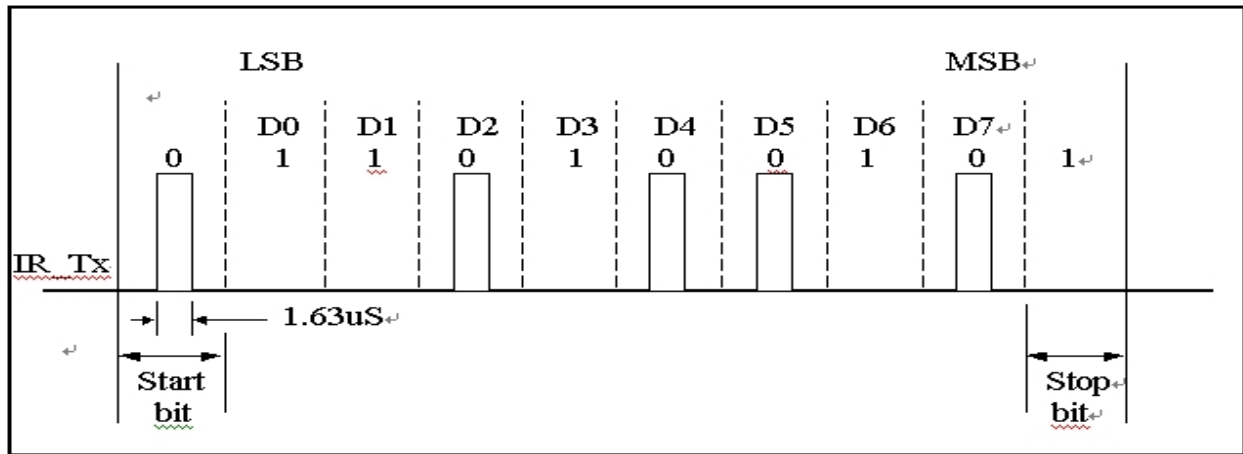 LSB MSB
D0 D1 D2 D3 D4 D5 D6 D7
0 1 1 0 1 0 0 1 0 1
IR_Tx
1.63uS
Start bit
Stop bit